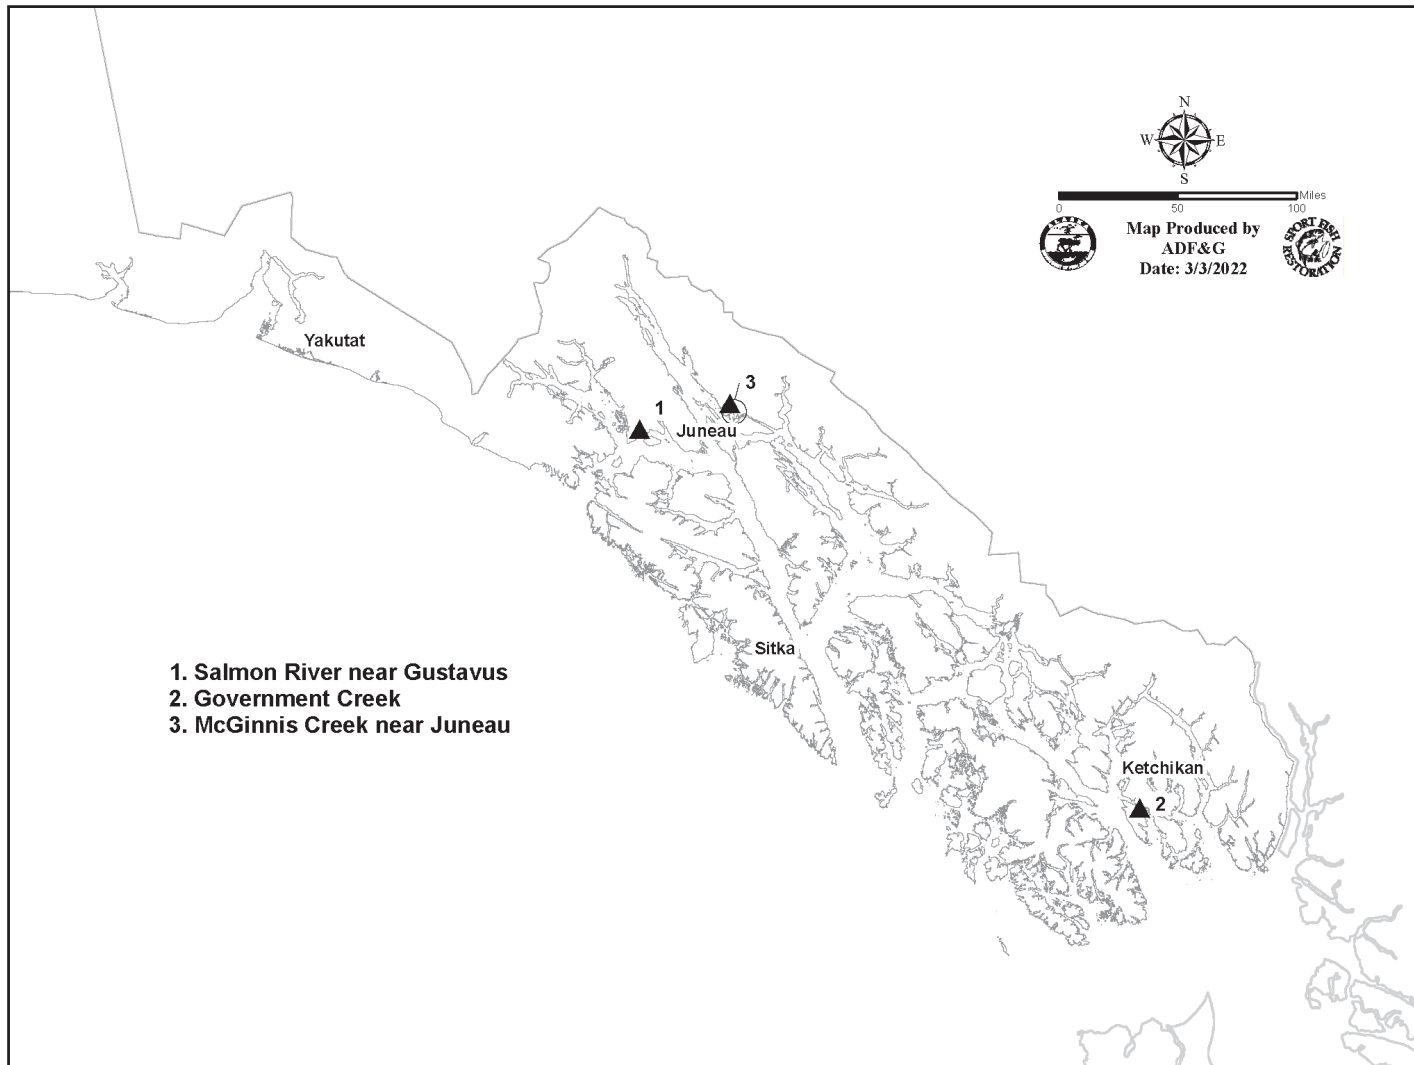 N
W E
S
Miles
0 50 100
Map Produced by
ADF&G
Date: 3/3/2022
SPORT FISH
RESTORATION
Yakutat
3
1
Juneau
Sitka
1. Salmon River near Gustavus
2. Government Creek
3. McGinnis Creek near Juneau
Ketchikan
2